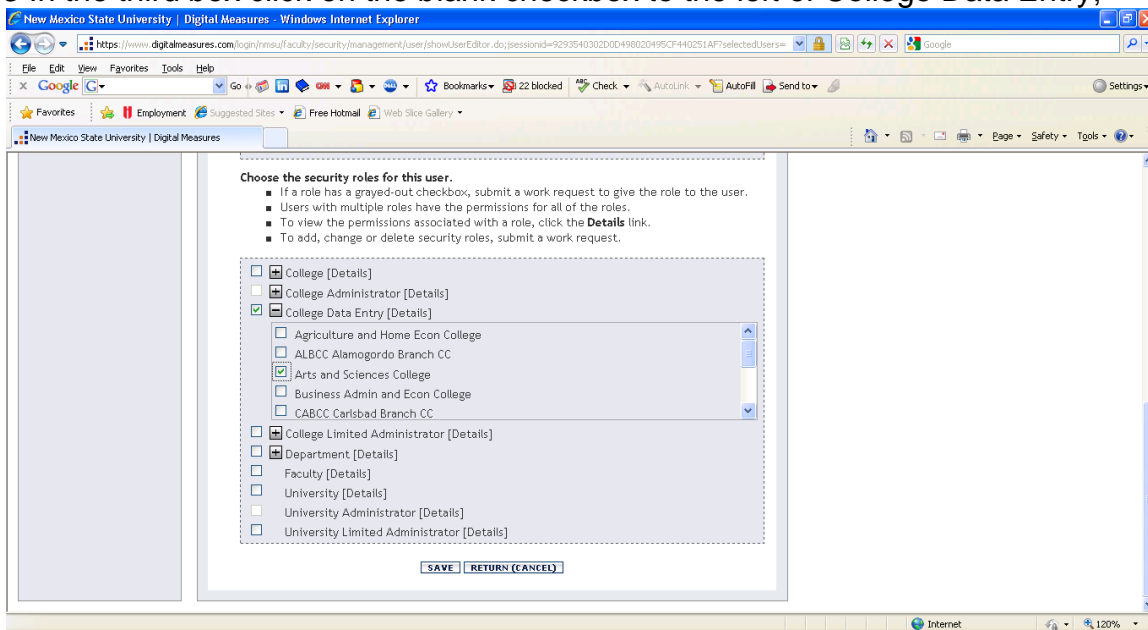 in the third box click on the blank checkbox to the left of College Data Entry,
New Mexico State University | Digital Measures - Windows Internet Explorer
https://www.digitalmeasures.com/login/nmsu/faculty/security/management/user/showUserEditor.do;jsessionid=9293540302D0D498020495CF440251AF?selectedUsers=
Google
File Edit View Favorites Tools Help
x Google G Go Bookmarks 22 blocked Check AutoLink AutoFill Send to Settings
Favorites Employment Suggested Sites Free Hotmail Web Slice Gallery
New Mexico State University | Digital Measures Page Safety Tools
Choose the security roles for this user.
If a role has a grayed-out checkbox, submit a work request to give the role to the user.
Users with multiple roles have the permissions for all of the roles.
To view the permissions associated with a role, click the Details link.
To add, change or delete security roles, submit a work request.
College [Details]
College Administrator [Details]
College Data Entry [Details]
Agriculture and Home Econ College
ALBCC Alamogordo Branch CC
Arts and Sciences College
Business Admin and Econ College
CABCC Carlsbad Branch CC
College Limited Administrator [Details]
Department [Details]
Faculty [Details]
University [Details]
University Administrator [Details]
University Limited Administrator [Details]
SAVE RETURN (CANCEL)
Internet 120%